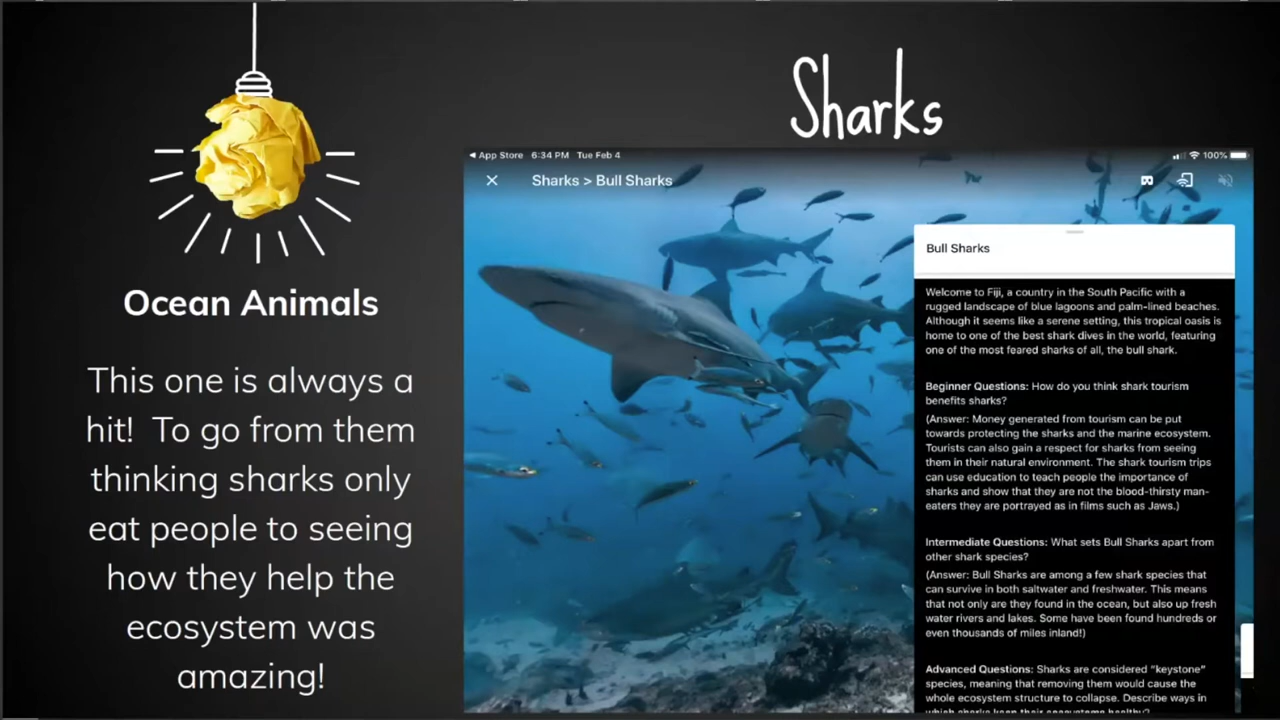 Sharks
App Store 6:34 PM Tue Feb 4
100%
Sharks > Bull Sharks
Bull Sharks
Welcome to Fiji, a country in the South Pacific with a
rugged landscape of blue lagoons and palm-lined beaches.
Although it seems like a serene setting, this tropical oasis is
home to one of the best shark dives in the world, featuring
one of the most feared sharks of all, the bull shark.
Beginner Questions: How do you think shark tourism
benefits sharks?
(Answer: Money generated from tourism can be put
towards protecting the sharks and the marine ecosystem.
Tourists can also gain a respect for sharks from seeing
them in their natural environment. The shark tourism trips
can use education to teach people the importance of
sharks and show that they are not the blood-thirsty man-
eaters they are portrayed as in films such as Jaws.)
Intermediate Questions: What sets Bull Sharks apart from
other shark species?
(Answer: Bull Sharks are among a few shark species that
can survive in both saltwater and freshwater. This means
that not only are they found in the ocean, but also up fresh
water rivers and lakes. Some have been found hundreds or
even thousands of miles inland!)
Advanced Questions: Sharks are considered "keystone"
species, meaning that removing them would cause the
whole ecosystem structure to collapse. Describe ways in
which sharks keep their ecosystems healthy?
Ocean Animals
This one is always a
hit! To go from them
thinking sharks only
eat people to seeing
how they help the
ecosystem was
amazing!